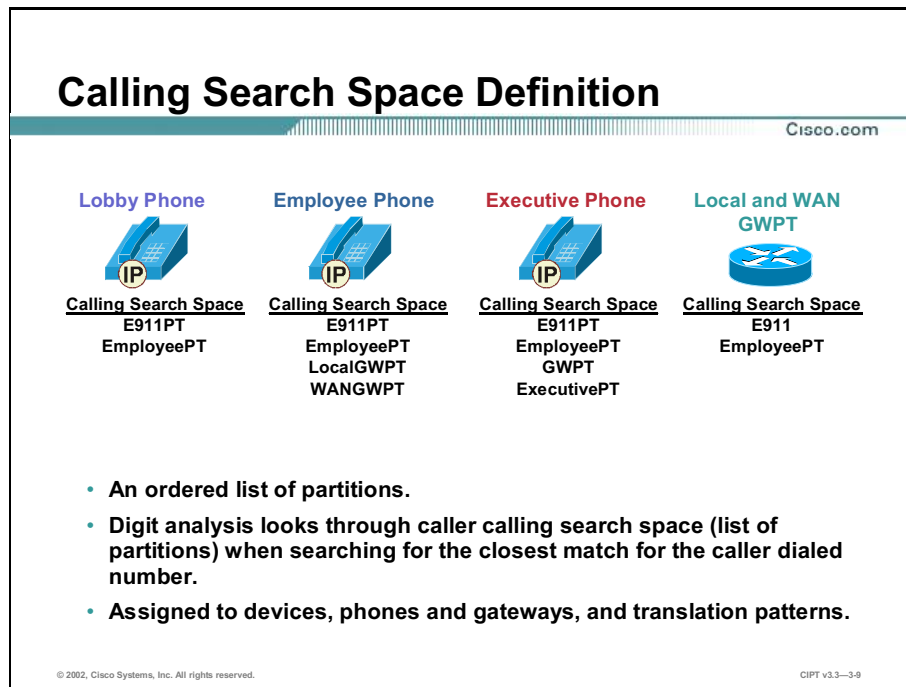 Calling Search Space Definition
Cisco.com
Lobby Phone
IP
Calling Search Space
E911PT
EmployeePT
Employee Phone
IP
Calling Search Space
E911PT
EmployeePT
LocalGWPT
WANGWPT
Executive Phone
IP
Calling Search Space
E911PT
EmployeePT
GWPT
ExecutivePT
Local and WAN
GWPT
Calling Search Space
E911
EmployeePT
• An ordered list of partitions.
• Digit analysis looks through caller calling search space (list of
partitions) when searching for the closest match for the caller dialed
number.
• Assigned to devices, phones and gateways, and translation patterns.
© 2002, Cisco Systems, Inc. All rights reserved.
CIPT v3.3—3-9